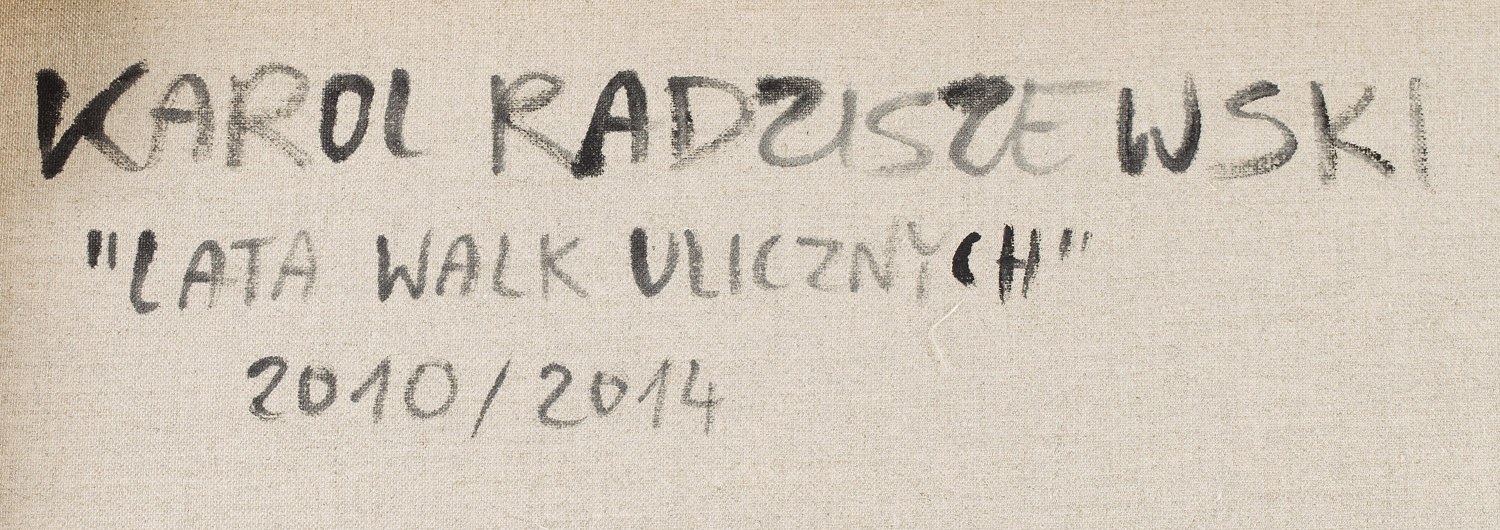 KAROL RADZISZEWSKI
"LATA WALK ULICZNYCH"
2010/2014